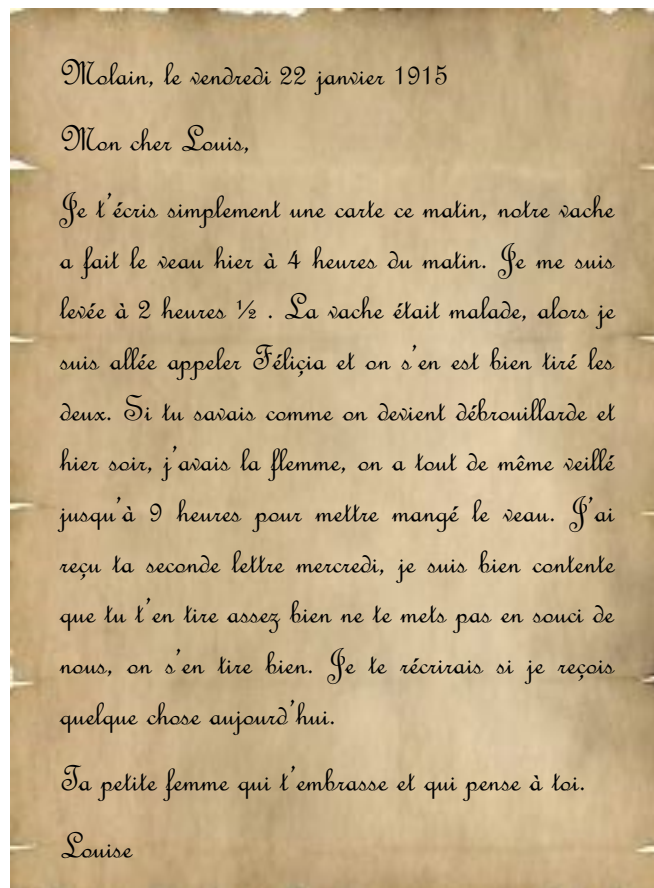 Molain, le vendredi 22 janvier 1915
Mon cher Louis,
Je t'écris simplement une carte ce matin, notre vache
a fait le veau hier à 4 heures du matin. Je me suis
levée à 2 heures ½ . La vache était malade, alors je
suis allée appeler Féliçia et on s'en est bien tiré les
deux. Si tu savais comme on devient débrouillarde et
hier soir, j'avais la flemme, on a tout de même veillé
jusqu'à 9 heures pour mettre mangé le veau. J'ai
reçu ta seconde lettre mercredi, je suis bien contente
que tu t'en tire assez bien ne te mets pas en souci de
nous, on s'en tire bien. Je te récrirais si je reçois
quelque chose aujourd'hui.
Ta petite femme qui t'embrasse et qui pense à toi.
Louise